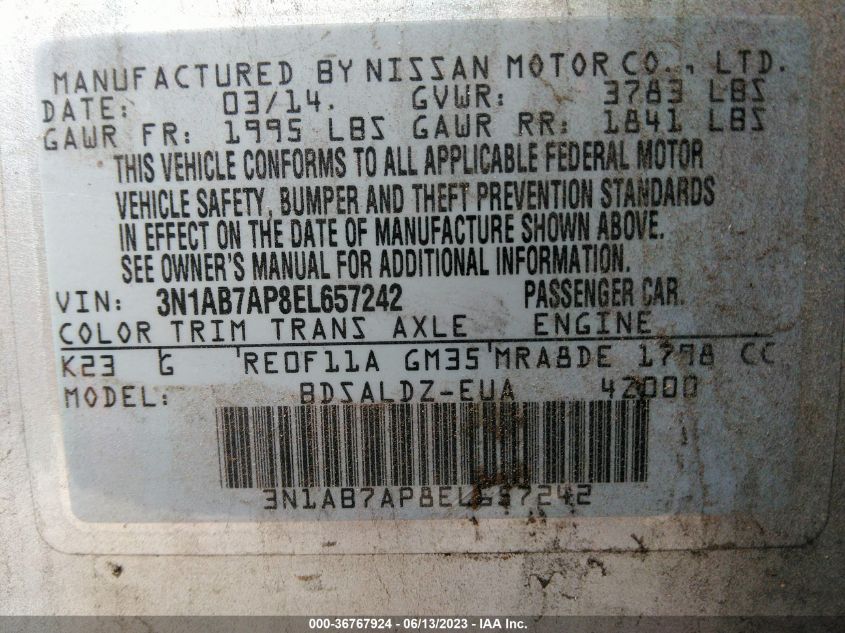 MANUFACTURED BY NISSAN MOTOR CO., LTD.
DATE: 03/14. GVWR: 3783 LBS
GAWR FR: 1995 LBS GAWR RR: 1841 LBS
THIS VEHICLE CONFORMS TO ALL APPLICABLE FEDERAL MOTOR
VEHICLE SAFETY, BUMPER AND THEFT PREVENTION STANDARDS
IN EFFECT ON THE DATE OF MANUFACTURE SHOWN ABOVE.
SEE OWNER'S MANUAL FOR ADDITIONAL INFORMATION.
VIN: 3N1AB7AP8EL657242 PASSENGER CAR.
COLOR TRIM TRANS AXLE ENGINE
K23 G RE0F11A GM35 MRA8DE 1798 CC
MODEL: BDSALDZ-EUA 42000
3N1AB7AP8EL657242
000-36767924 - 06/13/2023 - IAA Inc.